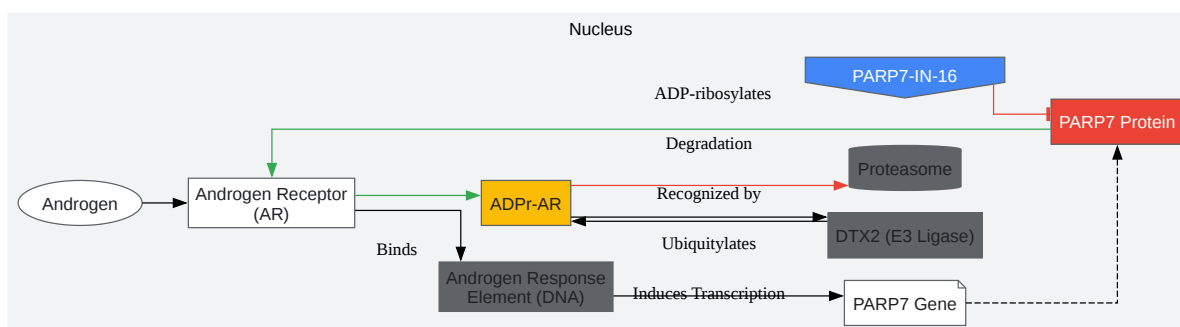 Nucleus
PARP7-IN-16
ADP-ribosylates
PARP7 Protein
Degradation
Proteasome
Androgen Receptor
(AR)
Recognized by
Androgen
ADPr-AR
DTX2 (E3 Ligase)
Binds
Ubiquitylates
Androgen Response
Element (DNA)
Induces Transcription
PARP7 Gene